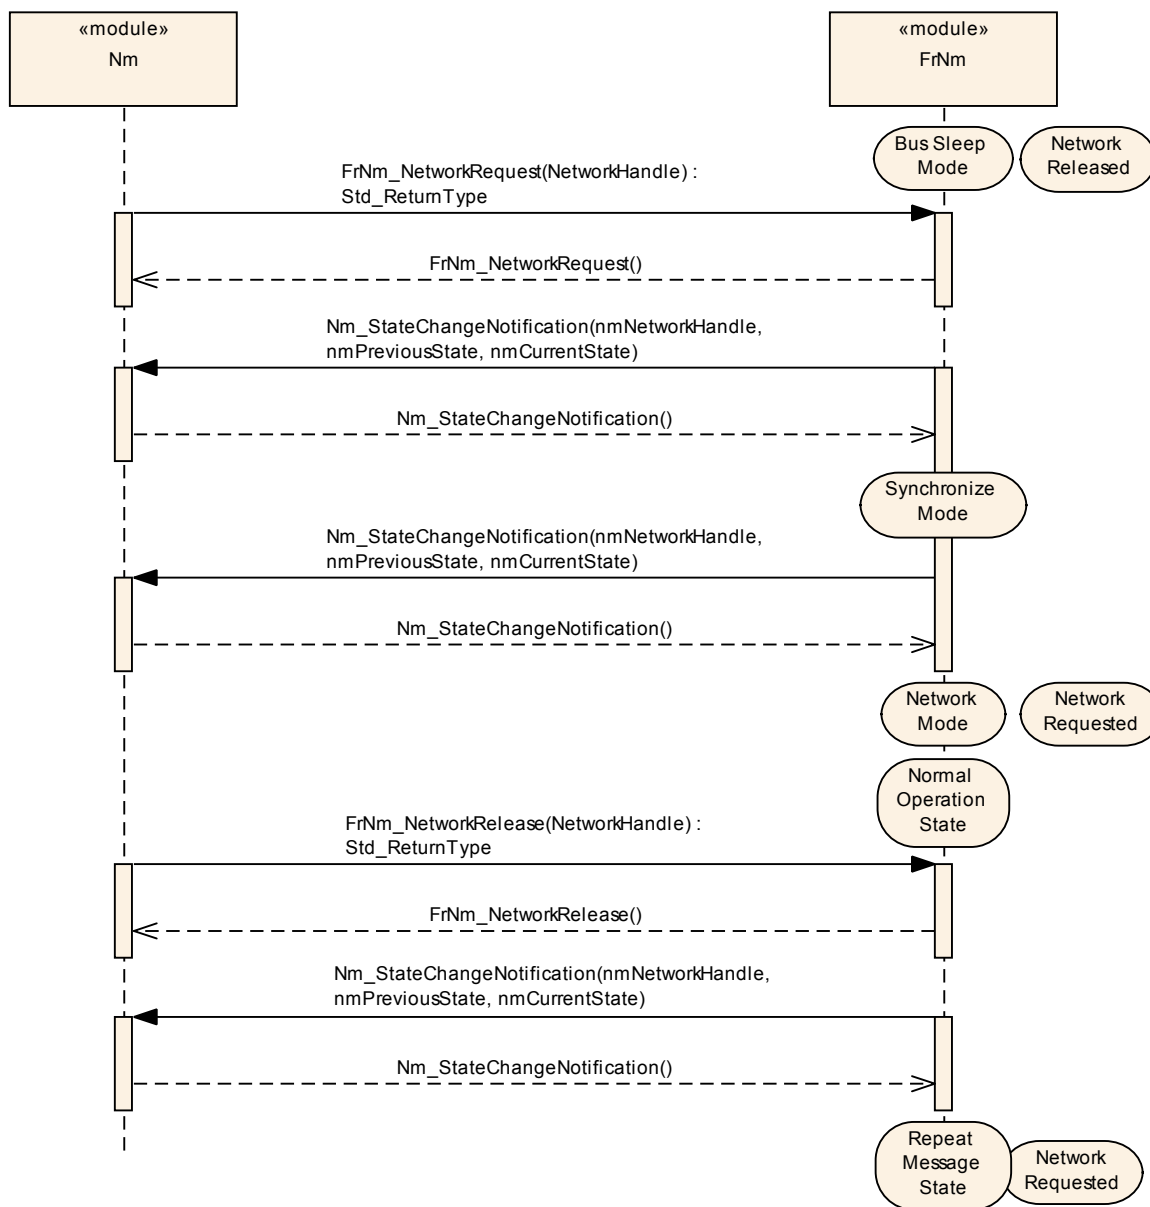 «module»
Nm
«module»
FrNm
Bus Sleep
Mode
Network
Released
FrNm_NetworkRequest(NetworkHandle) :
Std_ReturnType
FrNm_NetworkRequest()
Nm_StateChangeNotification(nmNetworkHandle,
nmPreviousState, nmCurrentState)
Nm_StateChangeNotification()
Synchronize
Mode
Nm_StateChangeNotification(nmNetworkHandle,
nmPreviousState, nmCurrentState)
Nm_StateChangeNotification()
Network
Mode
Network
Requested
Normal
Operation
State
FrNm_NetworkRelease(NetworkHandle) :
Std_ReturnType
FrNm_NetworkRelease()
Nm_StateChangeNotification(nmNetworkHandle,
nmPreviousState, nmCurrentState)
Nm_StateChangeNotification()
Repeat
Message
State
Network
Requested